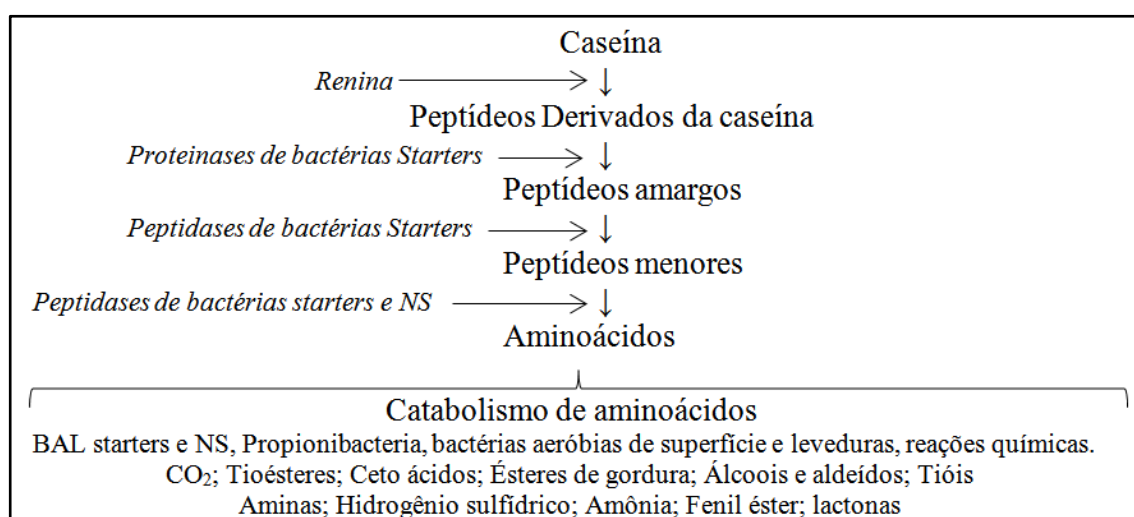 Caseína
Renina
Peptídeos Derivados da caseína
Proteinases de bactérias Starters
Peptídeos amargos
Peptidases de bactérias Starters
Peptídeos menores
Peptidases de bactérias starters e NS
Aminoácidos
Catabolismo de aminoácidos
BAL starters e NS, Propionibacteria, bactérias aeróbias de superfície e leveduras, reações químicas.
CO₂; Tioésteres; Ceto ácidos; Ésteres de gordura; Álcoois e aldeídos; Tióis
Aminas; Hidrogênio sulfídrico; Amônia; Fenil éster; lactonas